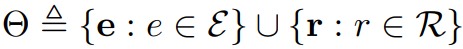 Θ ≜ {𝐞 : e ∈ ℰ} ∪ {𝐫 : r ∈ ℛ}